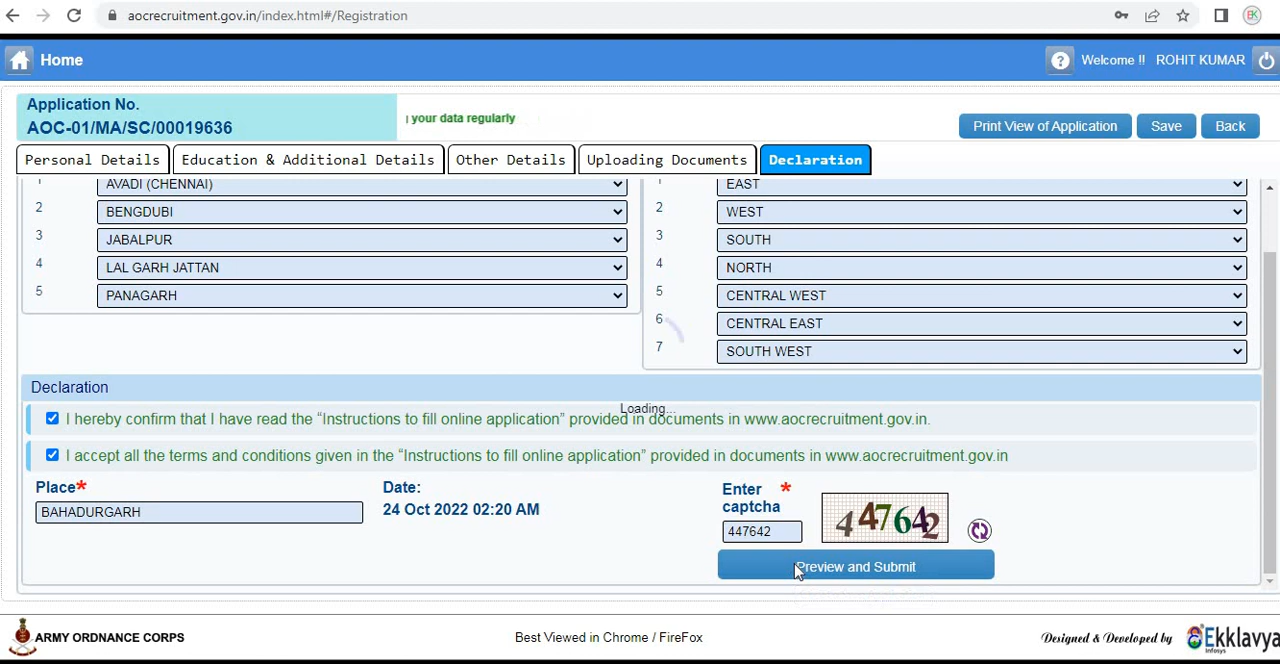 aocrecruitment.gov.in/index.html#/Registration
Home
Welcome !! ROHIT KUMAR
Application No.
AOC-01/MA/SC/00019636
your data regularly
Print View of Application
Save
Back
Personal Details
Education & Additional Details
Other Details
Uploading Documents
Declaration
1 AVADI (CHENNAI)
2 BENGDUBI
3 JABALPUR
4 LAL GARH JATTAN
5 PANAGARH
1 EAST
2 WEST
3 SOUTH
4 NORTH
5 CENTRAL WEST
6 CENTRAL EAST
7 SOUTH WEST
Declaration
Loading...
I hereby confirm that I have read the “Instructions to fill online application” provided in documents in www.aocrecruitment.gov.in.
I accept all the terms and conditions given in the “Instructions to fill online application” provided in documents in www.aocrecruitment.gov.in
Place*
BAHADURGARH
Date:
24 Oct 2022 02:20 AM
Enter *
captcha
447642
447642
Preview and Submit
ARMY ORDNANCE CORPS
Best Viewed in Chrome / FireFox
Designed & Developed by
Ekklavya
Infosys